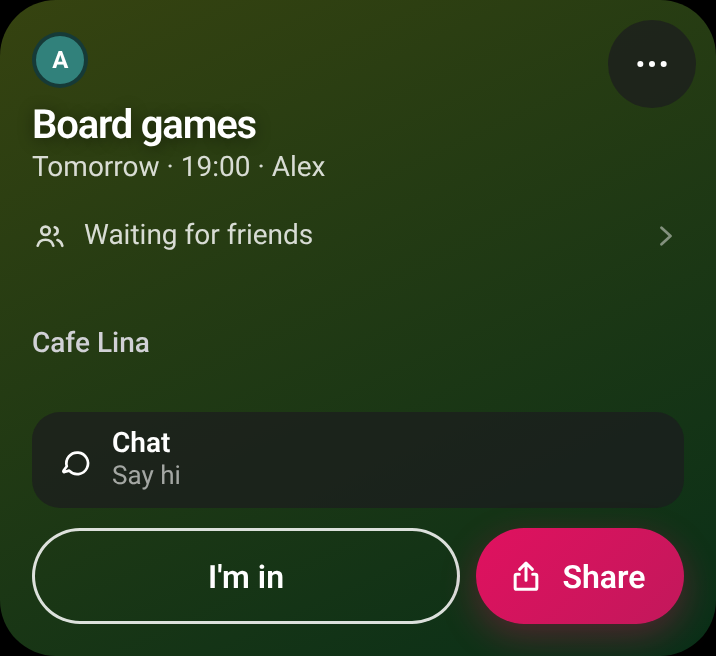 A
Board games
Tomorrow · 19:00 · Alex
Waiting for friends
Cafe Lina
Chat
Say hi
I'm in
Share